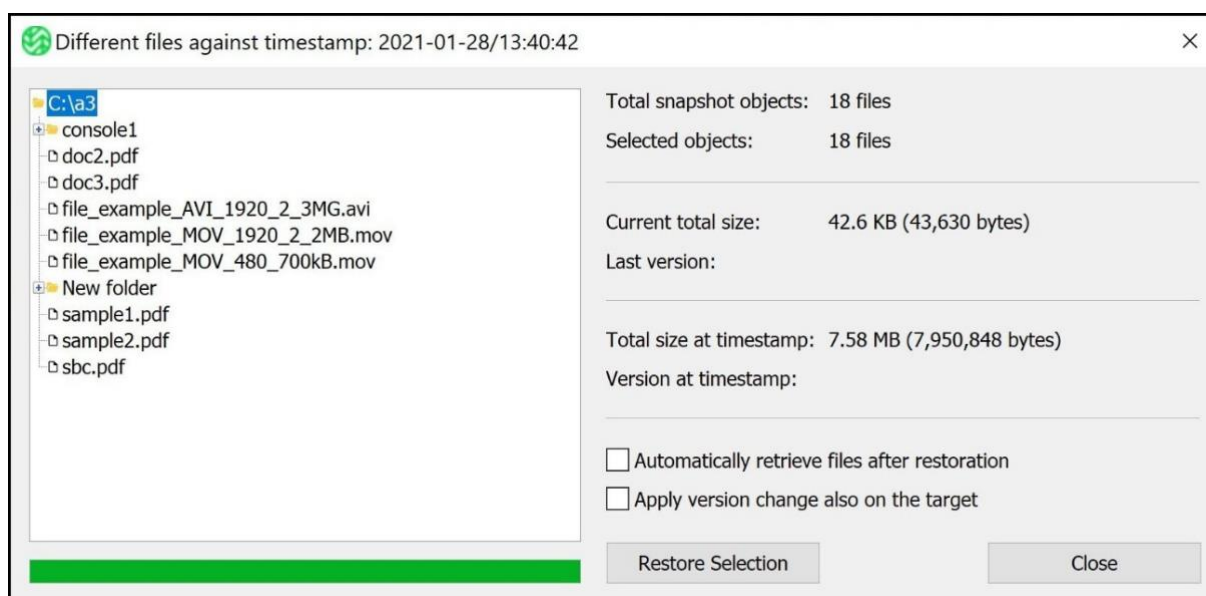 Different files against timestamp: 2021-01-28/13:40:42
C:\a3
console1
doc2.pdf
doc3.pdf
file_example_AVI_1920_2_3MG.avi
file_example_MOV_1920_2_2MB.mov
file_example_MOV_480_700kB.mov
New folder
sample1.pdf
sample2.pdf
sbc.pdf
Total snapshot objects: 18 files
Selected objects: 18 files
Current total size: 42.6 KB (43,630 bytes)
Last version:
Total size at timestamp: 7.58 MB (7,950,848 bytes)
Version at timestamp:
Automatically retrieve files after restoration
Apply version change also on the target
Restore Selection Close